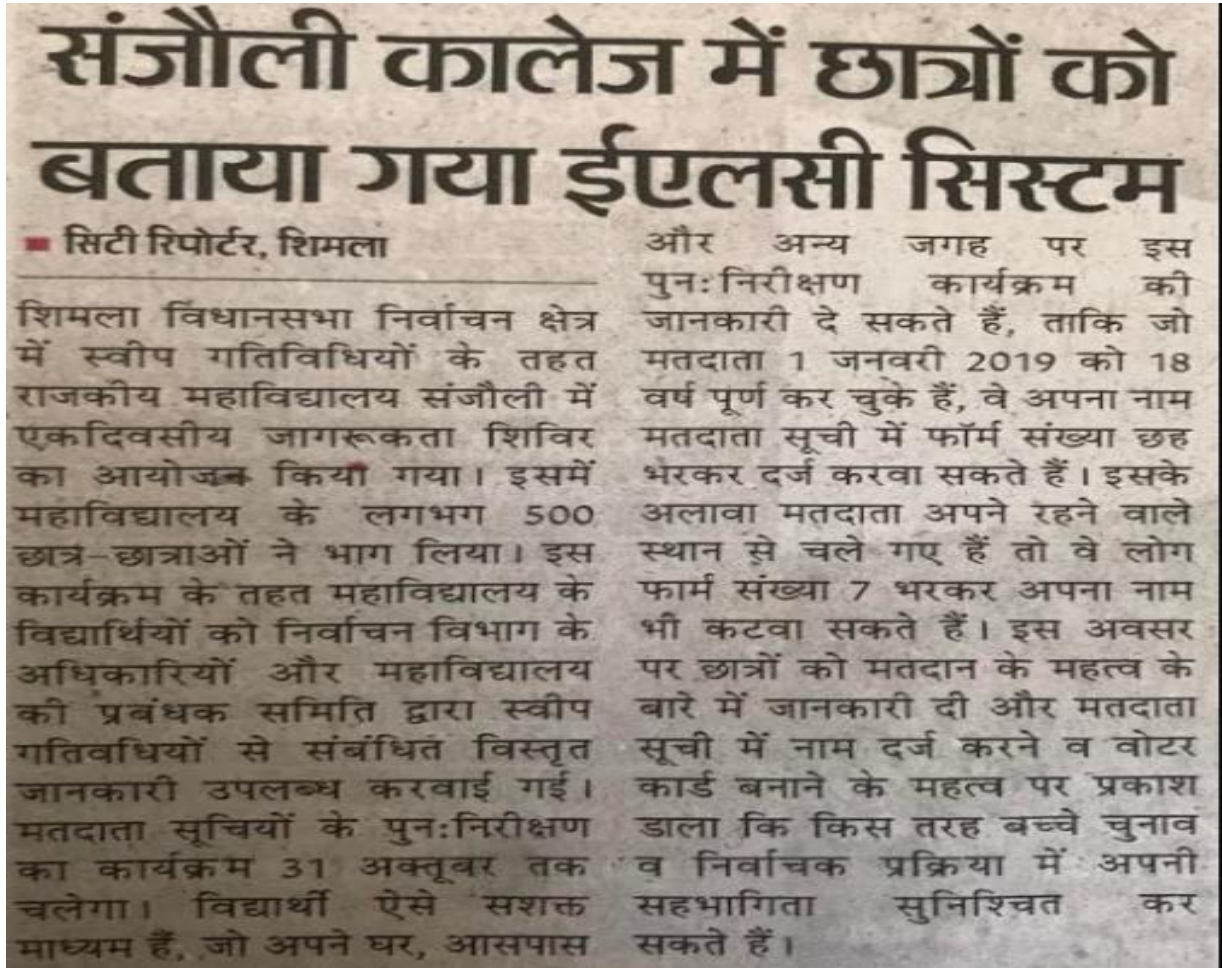 संजौली कालेज में छात्रों को
बताया गया ईएलसी सिस्टम
सिटी रिपोर्टर, शिमला
शिमला विधानसभा निर्वाचन क्षेत्र
में स्वीप गतिविधियों के तहत
राजकीय महाविद्यालय संजौली में
एकदिवसीय जागरूकता शिविर
का आयोजन किया गया। इसमें
महाविद्यालय के लगभग 500
छात्र-छात्राओं ने भाग लिया। इस
कार्यक्रम के तहत महाविद्यालय के
विद्यार्थियों को निर्वाचन विभाग के
अधिकारियों और महाविद्यालय
की प्रबंधक समिति द्वारा स्वीप
गतिवधियों से संबंधित विस्तृत
जानकारी उपलब्ध करवाई गई।
मतदाता सूचियों के पुन:निरीक्षण
का कार्यक्रम 31 अक्तूबर तक
चलेगा। विद्यार्थी ऐसे सशक्त
माध्यम हैं, जो अपने घर, आसपास
और अन्य जगह पर इस
पुन:निरीक्षण कार्यक्रम की
जानकारी दे सकते हैं, ताकि जो
मतदाता 1 जनवरी 2019 को 18
वर्ष पूर्ण कर चुके हैं, वे अपना नाम
मतदाता सूची में फॉर्म संख्या छह
भरकर दर्ज करवा सकते हैं। इसके
अलावा मतदाता अपने रहने वाले
स्थान से चले गए हैं तो वे लोग
फार्म संख्या 7 भरकर अपना नाम
भी कटवा सकते हैं। इस अवसर
पर छात्रों को मतदान के महत्व के
बारे में जानकारी दी और मतदाता
सूची में नाम दर्ज करने व वोटर
कार्ड बनाने के महत्व पर प्रकाश
डाला कि किस तरह बच्चे चुनाव
व निर्वाचक प्रक्रिया में अपनी
सहभागिता सुनिश्चित कर
सकते हैं।